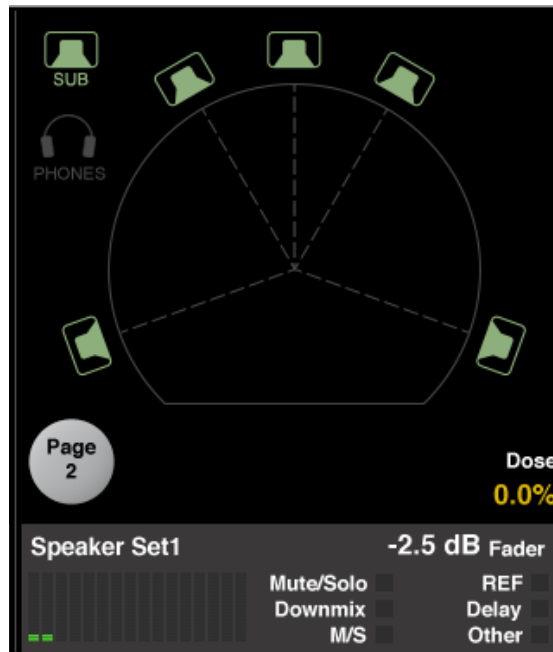 SUB
PHONES
Page
2
Dose
0.0%
Speaker Set1
-2.5 dB Fader
Mute/Solo
REF
Downmix
Delay
M/S
Other